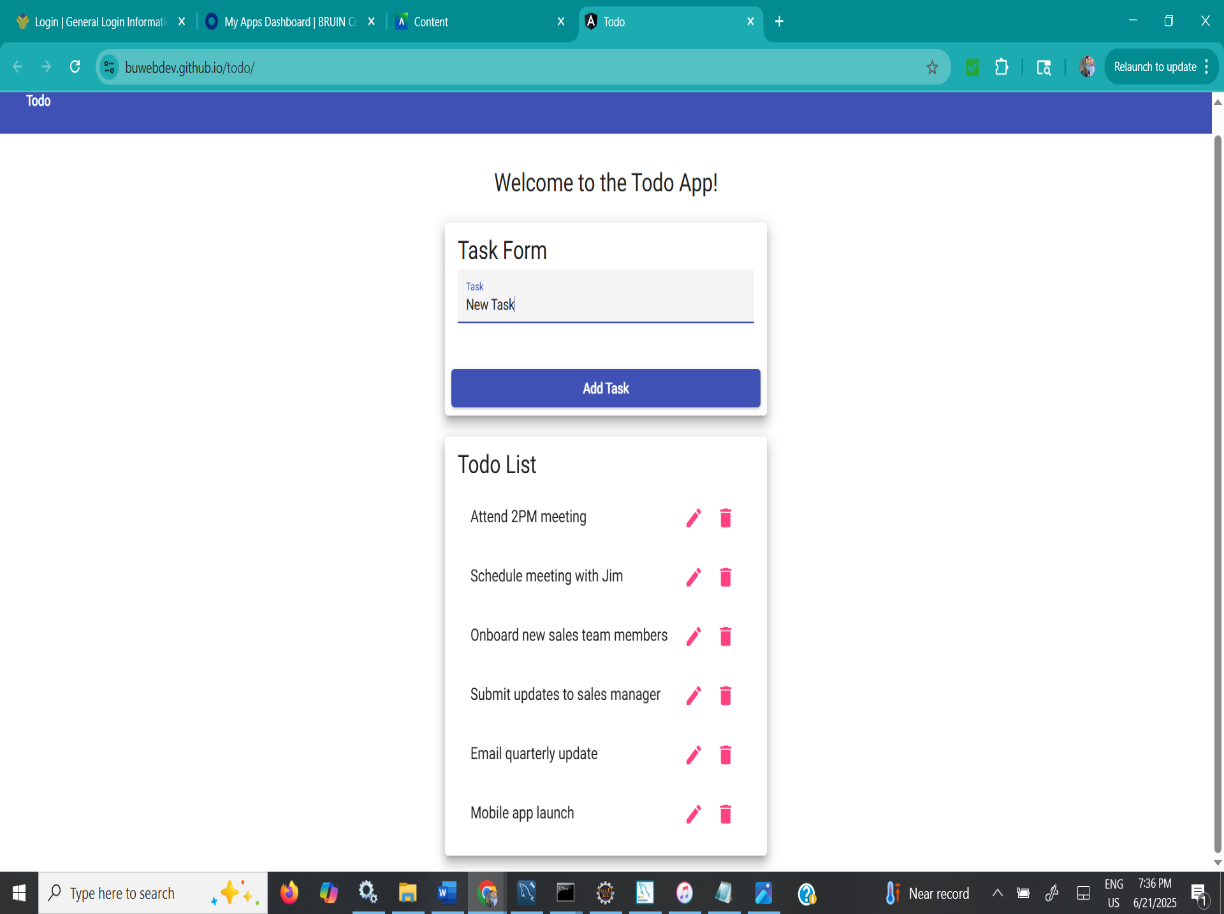 Login | General Login Informati
My Apps Dashboard | BRUIN Co
Content
Todo
buwebdev.github.io/todo/
Relaunch to update
Todo
Welcome to the Todo App!
Task Form
Task
New Task
Add Task
Todo List
Attend 2PM meeting
Schedule meeting with Jim
Onboard new sales team members
Submit updates to sales manager
Email quarterly update
Mobile app launch
Type here to search
Near record
ENG
US
7:36 PM
6/21/2025
1